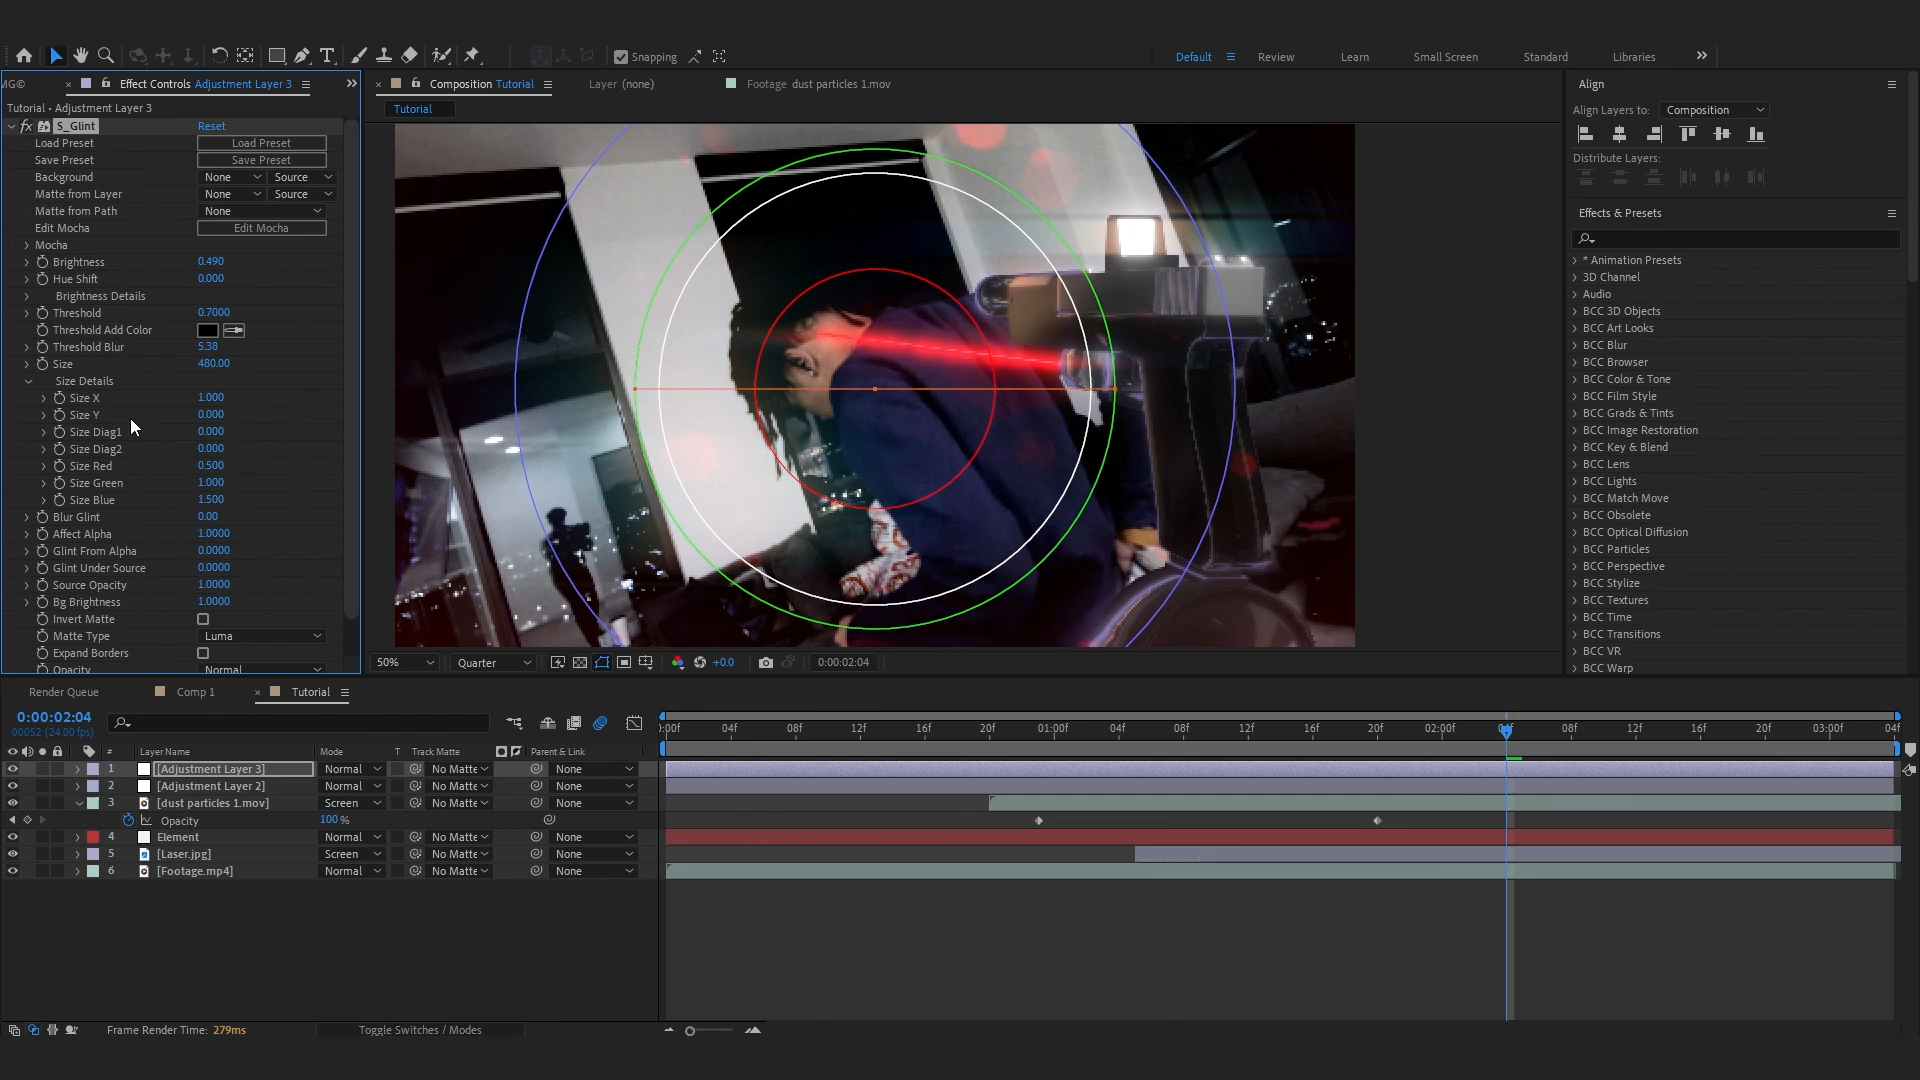 Snapping
Default
Review
Learn
Small Screen
Standard
Libraries
MG©
Effect Controls Adjustment Layer 3
Composition Tutorial
Layer (none)
Footage dust particles 1.mov
Tutorial • Adjustment Layer 3
Tutorial
fx S_Glint Reset
Load Preset Load Preset
Save Preset Save Preset
Background None Source
Matte from Layer None Source
Matte from Path None
Edit Mocha Edit Mocha
Mocha
Brightness 0.490
Hue Shift 0.000
Brightness Details
Threshold 0.7000
Threshold Add Color
Threshold Blur 5.38
Size 480.00
Size Details
Size X 1.000
Size Y 0.000
Size Diag1 0.000
Size Diag2 0.000
Size Red 0.500
Size Green 1.000
Size Blue 1.500
Blur Glint 0.00
Affect Alpha 1.0000
Glint From Alpha 0.0000
Glint Under Source 0.0000
Source Opacity 1.0000
Bg Brightness 1.0000
Invert Matte
Matte Type Luma
Expand Borders
Opacity Normal
50% Quarter +0.0 0:00:02:04
Align
Align Layers to: Composition
Distribute Layers:
Effects & Presets
* Animation Presets
3D Channel
Audio
BCC 3D Objects
BCC Art Looks
BCC Blur
BCC Browser
BCC Color & Tone
BCC Film Style
BCC Grads & Tints
BCC Image Restoration
BCC Key & Blend
BCC Lens
BCC Lights
BCC Match Move
BCC Obsolete
BCC Optical Diffusion
BCC Particles
BCC Perspective
BCC Stylize
BCC Textures
BCC Time
BCC Transitions
BCC VR
BCC Warp
Render Queue Comp 1 Tutorial
0:00:02:04
00052 (24.00 fps)
):00f 04f 08f 12f 16f 20f 01:00f 04f 08f 12f 16f 20f 02:00f 04f 08f 12f 16f 20f 03:00f 04f
# Layer Name Mode T Track Matte Parent & Link
1 [Adjustment Layer 3] Normal No Matte None
2 [Adjustment Layer 2] Normal No Matte None
3 [dust particles 1.mov] Screen No Matte None
Opacity 100 %
4 Element Normal No Matte None
5 [Laser.jpg] Screen No Matte None
6 [Footage.mp4] Normal No Matte None
Frame Render Time: 279ms Toggle Switches / Modes